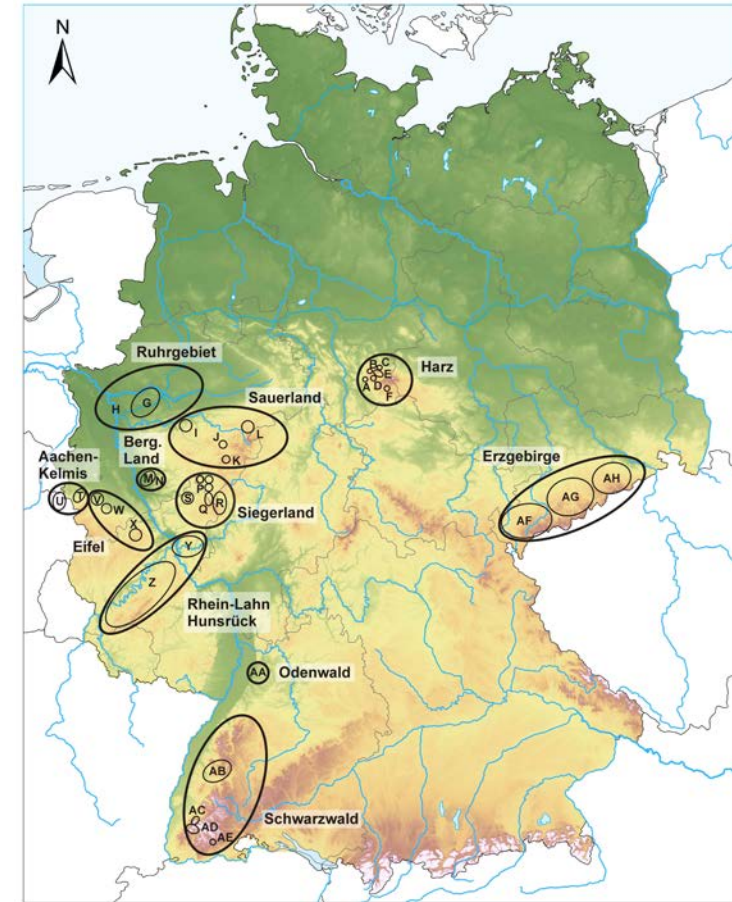 N
Ruhrgebiet
H
G
Sauerland
I
J
L
K
B
C
E
A
D
F
Harz
Aachen-
Kelmis
Berg.
Land
M
N
U
T
V
W
X
Eifel
P
S
Q
R
Siegerland
Erzgebirge
AF
AG
AH
Y
Z
Rhein-Lahn
Hunsrück
AA
Odenwald
AB
AC
AD
AE
Schwarzwald